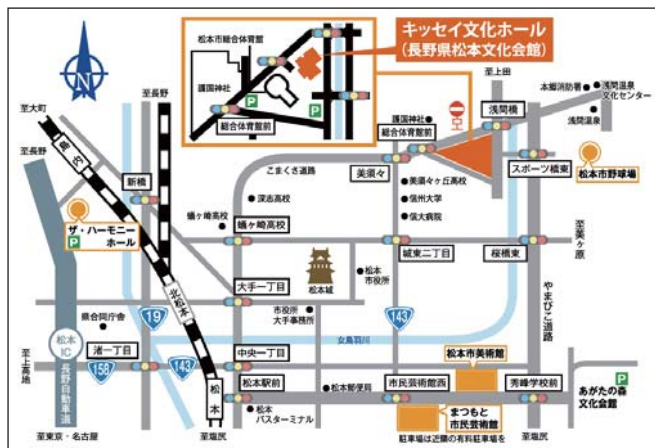 N
松本市総合体育館
護国神社
P
P
総合体育館前
キッセイ文化ホール
(長野県松本文化会館)
至大町
至長野
至長野
島内
新橋
ザ・ハーモニー
ホール
P
北松本
19
県合同庁舎
松本
IC
長野自動車道
渚一丁目
158
143
至上高地
至東京・名古屋
松本
至塩尻
こまくさ道路
深志高校
蟻ヶ崎高校
蟻ヶ崎高校
大手一丁目
市役所
大手事務所
松本城
松本
市役所
女鳥羽川
中央一丁目
松本駅前
松本
バスターミナル
松本郵便局
護国神社
総合体育館前
美須々
美須々ヶ丘高校
信州大学
信大病院
城東二丁目
143
市民芸術館西
まつもと
市民芸術館
駐車場は近隣の有料駐車場を
松本市美術館
秀峰学校前
至塩尻
至上田
本郷消防署
浅間温泉
文化センター
浅間温泉
浅間橋
スポーツ橋東
松本市野球場
桜橋東
至美ヶ原
やまびこ道路
P
あがたの森
文化会館